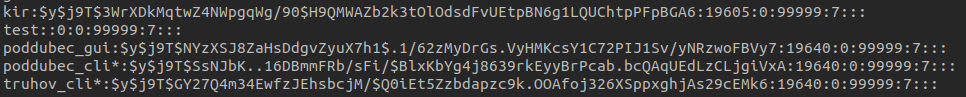 kir:$y$j9T$3WrXDkMqtwZ4NWpgqWg/90$H9QMWAZb2k3tOlOdsdFvUEtpBN6g1LQUChtpPFpBGA6:19605:0:99999:7:::
test::0:0:99999:7:::
poddubec_gui:$y$j9T$NYzXSJ8ZaHsDdgvZyuX7h1$.1/62zMyDrGs.VyHMKcsY1C72PIJ1Sv/yNRzwoFBVy7:19640:0:99999:7:::
poddubec_cli*:$y$j9T$SsNJbK..16DBmmFRb/sFi/$BlxKbYg4j8639rkEyyBrPcab.bcQAqUEdLzCLjgiVxA:19640:0:99999:7:::
truhov_cli*:$y$j9T$GY27Q4m34EwfzJEhsbcjM/$Q0iEt5Zzbdapzc9k.OOAfoj326XSppxghjAs29cEMk6:19640:0:99999:7:::